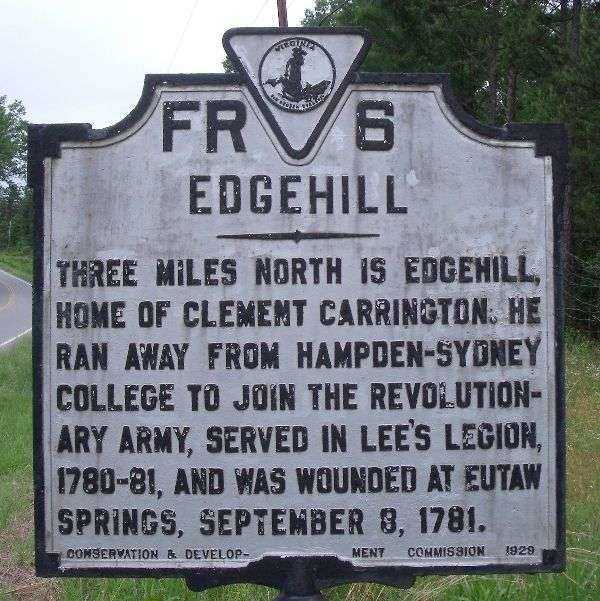 VIRGINIA
FR 6
EDGEHILL
THREE MILES NORTH IS EDGEHILL,
HOME OF CLEMENT CARRINGTON. HE
RAN AWAY FROM HAMPDEN-SYDNEY
COLLEGE TO JOIN THE REVOLUTION-
ARY ARMY, SERVED IN LEE'S LEGION,
1780-81, AND WAS WOUNDED AT EUTAW
SPRINGS, SEPTEMBER 8, 1781.
CONSERVATION & DEVELOP- MENT COMMISSION 1929